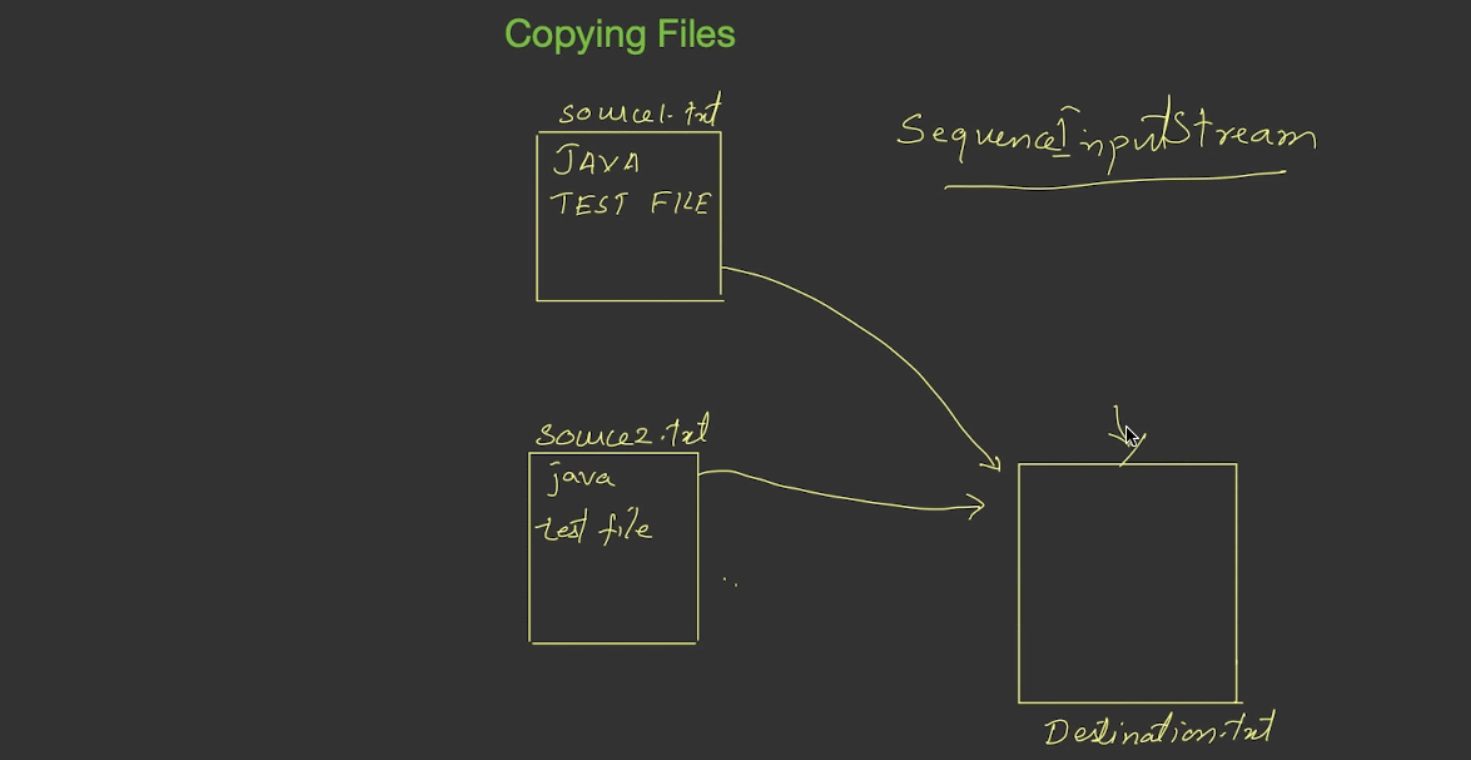 Copying Files
source1.txt
JAVA
TEST FILE
SequenceInputStream
source2.txt
java
test file
Destination.txt